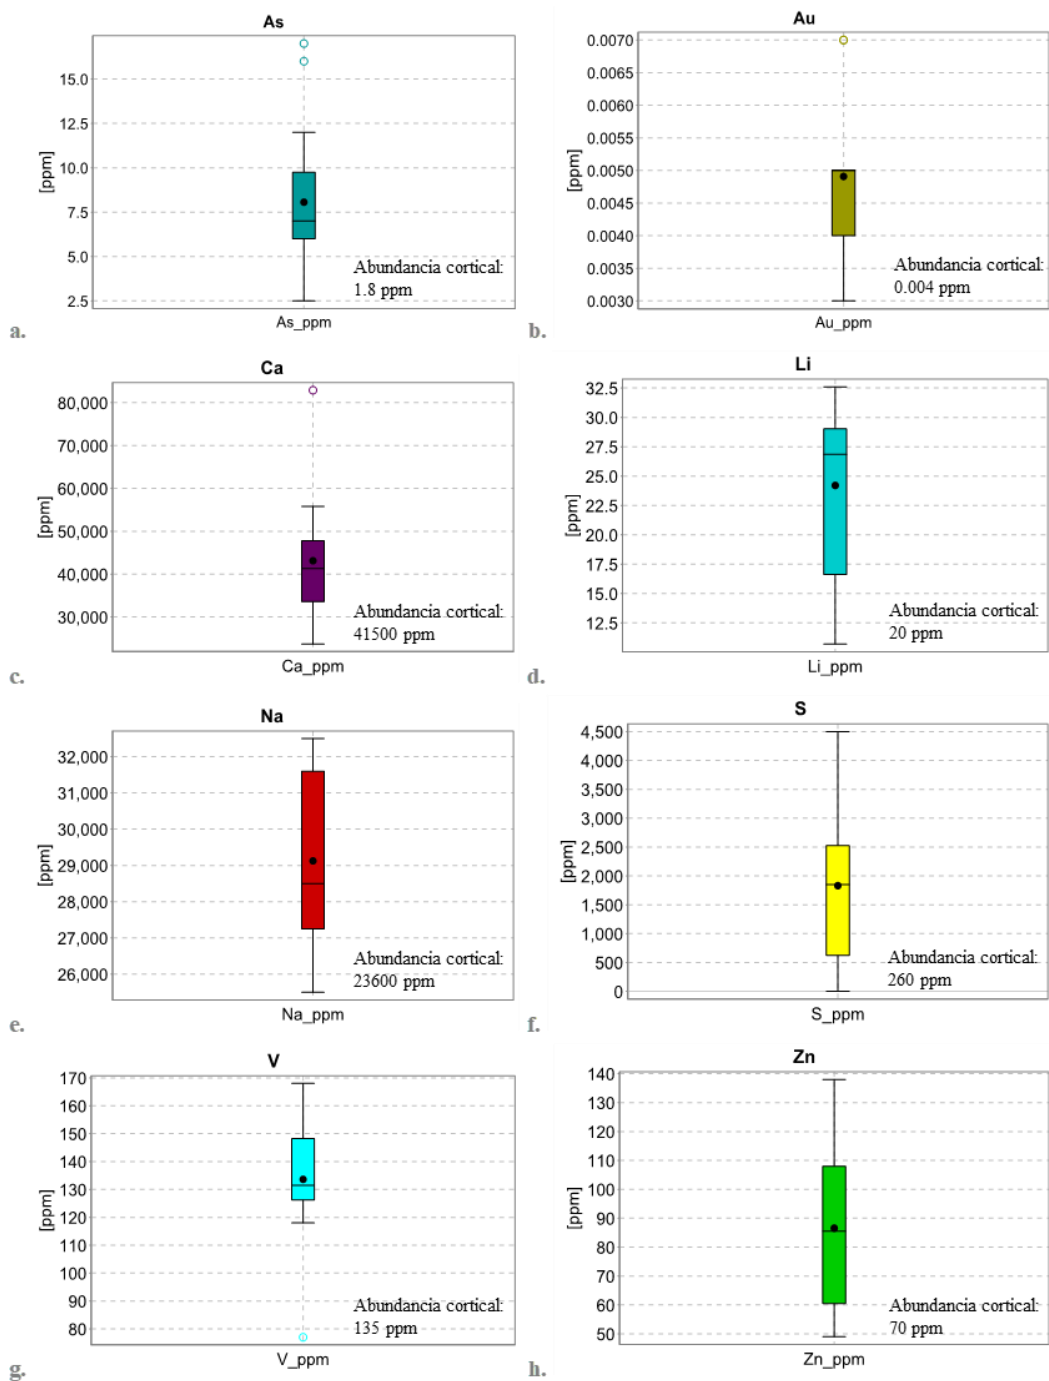 As
[ppm]
15.0
12.5
10.0
7.5
5.0
2.5
Abundancia cortical:
1.8 ppm
As_ppm
a.
Au
[ppm]
0.0070
0.0065
0.0060
0.0055
0.0050
0.0045
0.0040
0.0035
0.0030
Abundancia cortical:
0.004 ppm
Au_ppm
b.
Ca
[ppm]
80,000
70,000
60,000
50,000
40,000
30,000
Abundancia cortical:
41500 ppm
Ca_ppm
c.
Li
[ppm]
32.5
30.0
27.5
25.0
22.5
20.0
17.5
15.0
12.5
Abundancia cortical:
20 ppm
Li_ppm
d.
Na
[ppm]
32,000
31,000
30,000
29,000
28,000
27,000
26,000
Abundancia cortical:
23600 ppm
Na_ppm
e.
S
[ppm]
4,500
4,000
3,500
3,000
2,500
2,000
1,500
1,000
500
0
Abundancia cortical:
260 ppm
S_ppm
f.
V
[ppm]
170
160
150
140
130
120
110
100
90
80
Abundancia cortical:
135 ppm
V_ppm
g.
Zn
[ppm]
140
130
120
110
100
90
80
70
60
50
Abundancia cortical:
70 ppm
Zn_ppm
h.